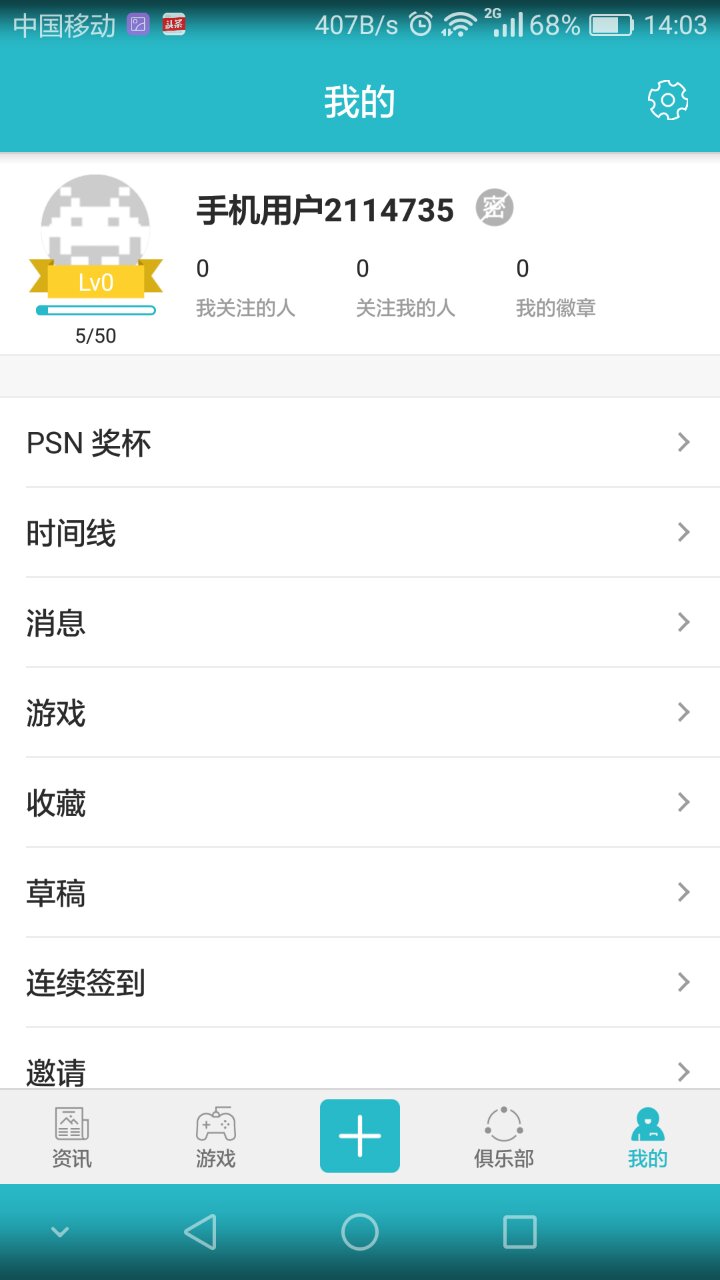 中国移动 头条 407B/s 2G 68% 14:03
我的
手机用户2114735 密
Lv0
5/50
0 0 0
我关注的人 关注我的人 我的徽章
PSN 奖杯
时间线
消息
游戏
收藏
草稿
连续签到
邀请
资讯 游戏 俱乐部 我的